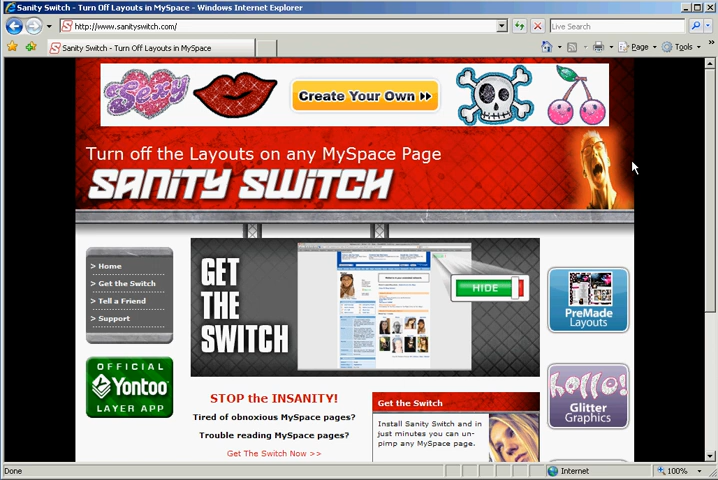 Sanity Switch - Turn Off Layouts in MySpace - Windows Internet Explorer
http://www.sanityswitch.com/
Live Search
Sanity Switch - Turn Off Layouts in MySpace
Page
Tools
Sexy
Create Your Own
Turn off the Layouts on any MySpace Page
SANITY SWITCH
> Home
> Get the Switch
> Tell a Friend
> Support
GET
THE
SWITCH
HIDE
PreMade
Layouts
OFFICIAL
Yontoo
LAYER APP
hello!
Glitter
Graphics
STOP the INSANITY!
Tired of obnoxious MySpace pages?
Trouble reading MySpace pages?
Get The Switch Now >>
Get the Switch
Install Sanity Switch and in
just minutes you can un-
pimp any MySpace page.
Done
Internet
100%